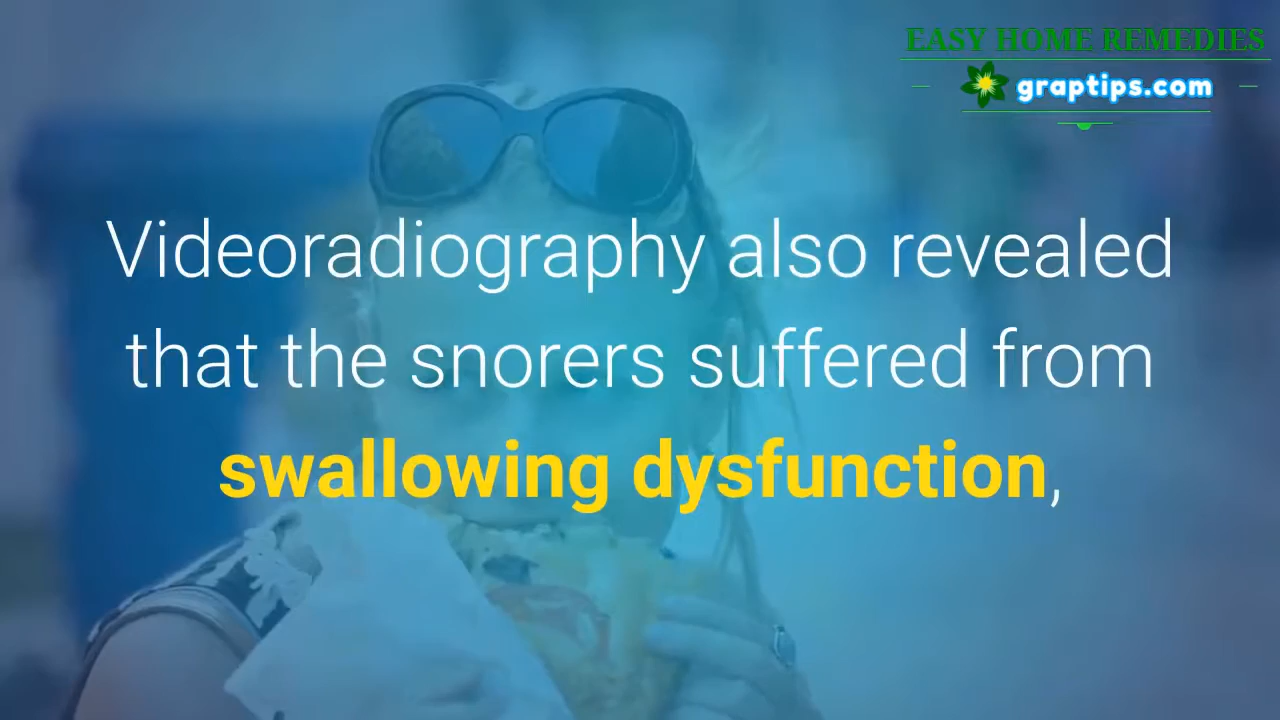 EASY HOME REMEDIES
graptips.com
Videoradiography also revealed
that the snorers suffered from
swallowing dysfunction,